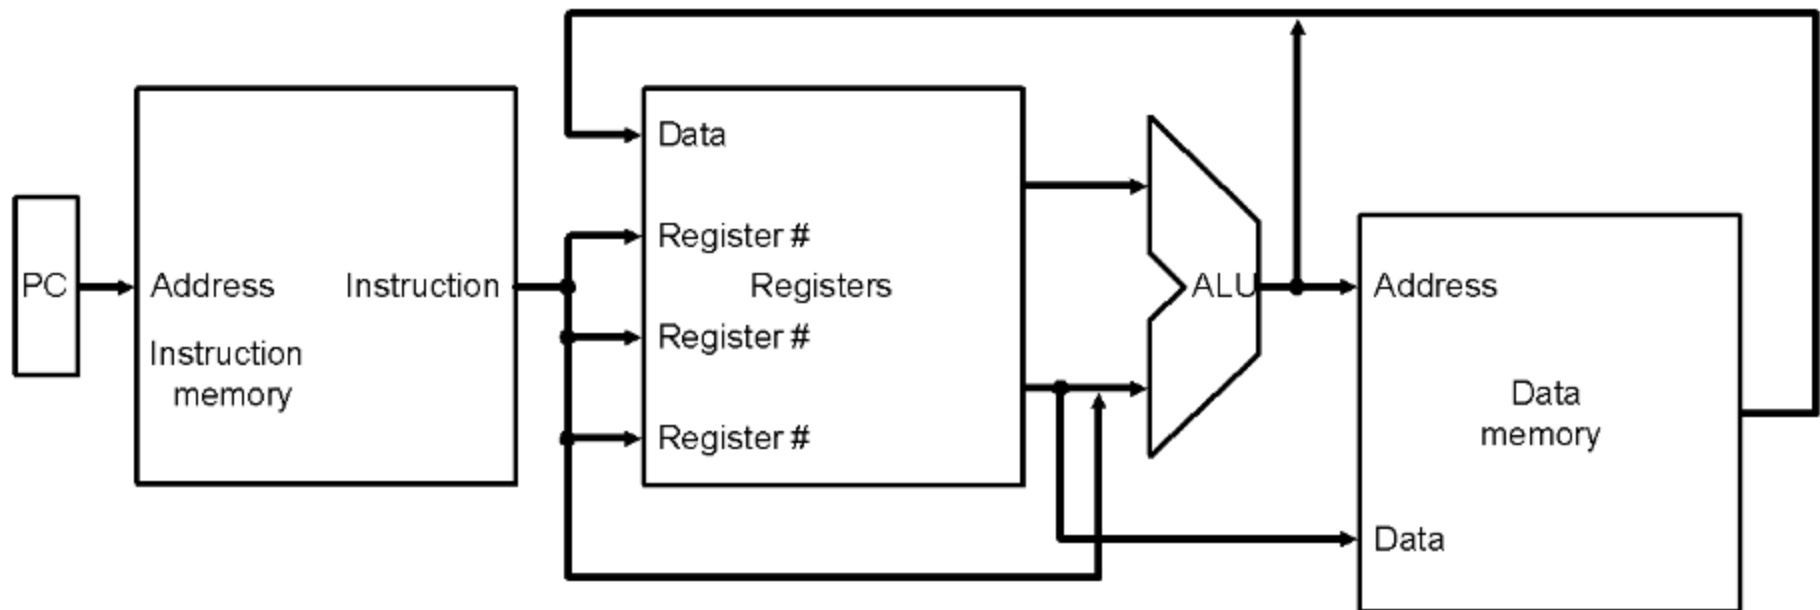 PC
Address
Instruction
Instruction
memory
Data
Register #
Registers
Register #
Register #
ALU
Address
Data
memory
Data